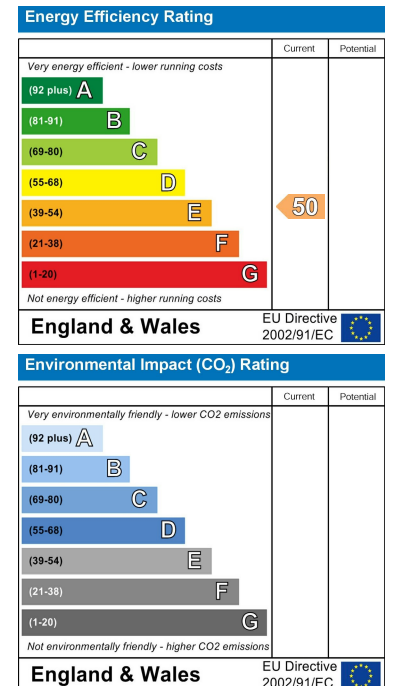 Energy Efficiency Rating
Current Potential
Very energy efficient - lower running costs
(92 plus) A
(81-91) B
(69-80) C
(55-68) D
(39-54) E
50
(21-38) F
(1-20) G
Not energy efficient - higher running costs
England & Wales
EU Directive
2002/91/EC
Environmental Impact (CO₂) Rating
Current Potential
Very environmentally friendly - lower CO2 emissions
(92 plus) A
(81-91) B
(69-80) C
(55-68) D
(39-54) E
(21-38) F
(1-20) G
Not environmentally friendly - higher CO2 emissions
England & Wales
EU Directive
2002/91/EC